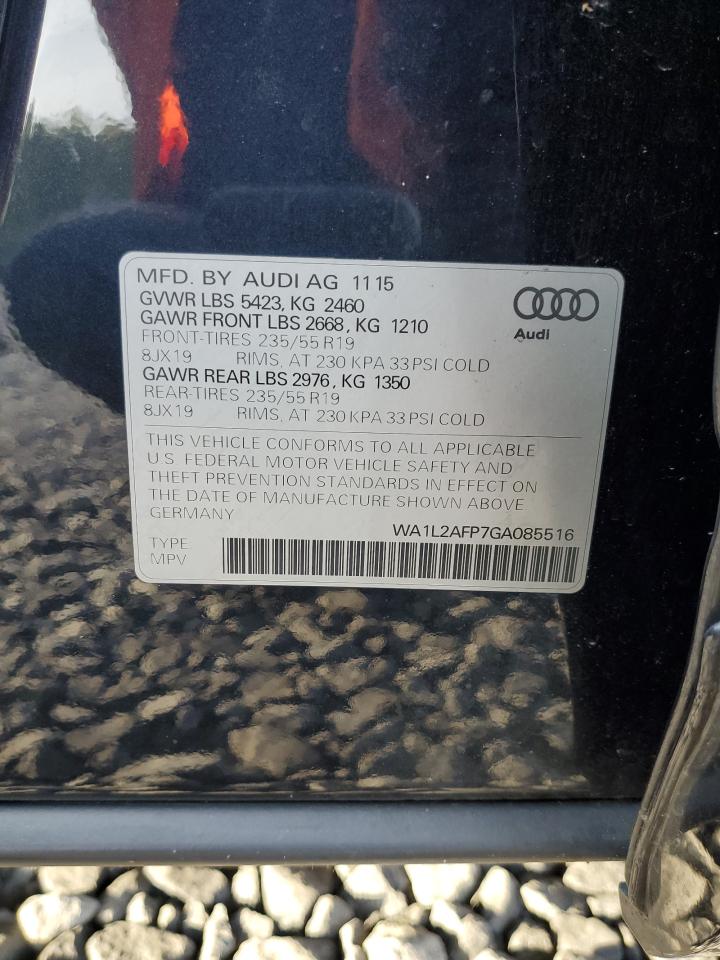 MFD. BY AUDI AG 11 15
GVWR LBS 5423, KG 2460
GAWR FRONT LBS 2668, KG 1210
FRONT-TIRES 235/55 R19
8JX19 RIMS, AT 230 KPA 33 PSI COLD
GAWR REAR LBS 2976, KG 1350
REAR-TIRES 235/55 R19
8JX19 RIMS, AT 230 KPA 33 PSI COLD
Audi
THIS VEHICLE CONFORMS TO ALL APPLICABLE
U.S. FEDERAL MOTOR VEHICLE SAFETY AND
THEFT PREVENTION STANDARDS IN EFFECT ON
THE DATE OF MANUFACTURE SHOWN ABOVE
GERMANY
WA1L2AFP7GA085516
TYPE
MPV